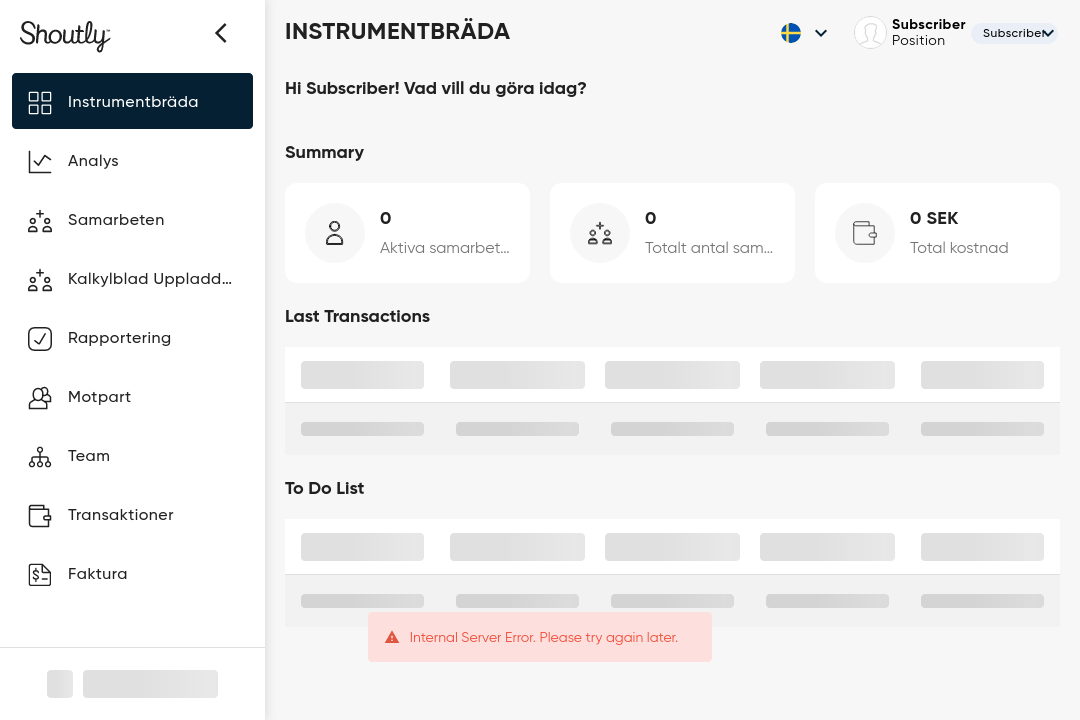 Shoutly
INSTRUMENTBRÄDA
Subscriber
Position
Subscriber
Instrumentbräda
Analys
Samarbeten
Kalkylblad Uppladd...
Rapportering
Motpart
Team
Transaktioner
Faktura
Hi Subscriber! Vad vill du göra idag?
Summary
0
Aktiva samarbet...
0
Totalt antal sam...
0 SEK
Total kostnad
Last Transactions
To Do List
Internal Server Error. Please try again later.